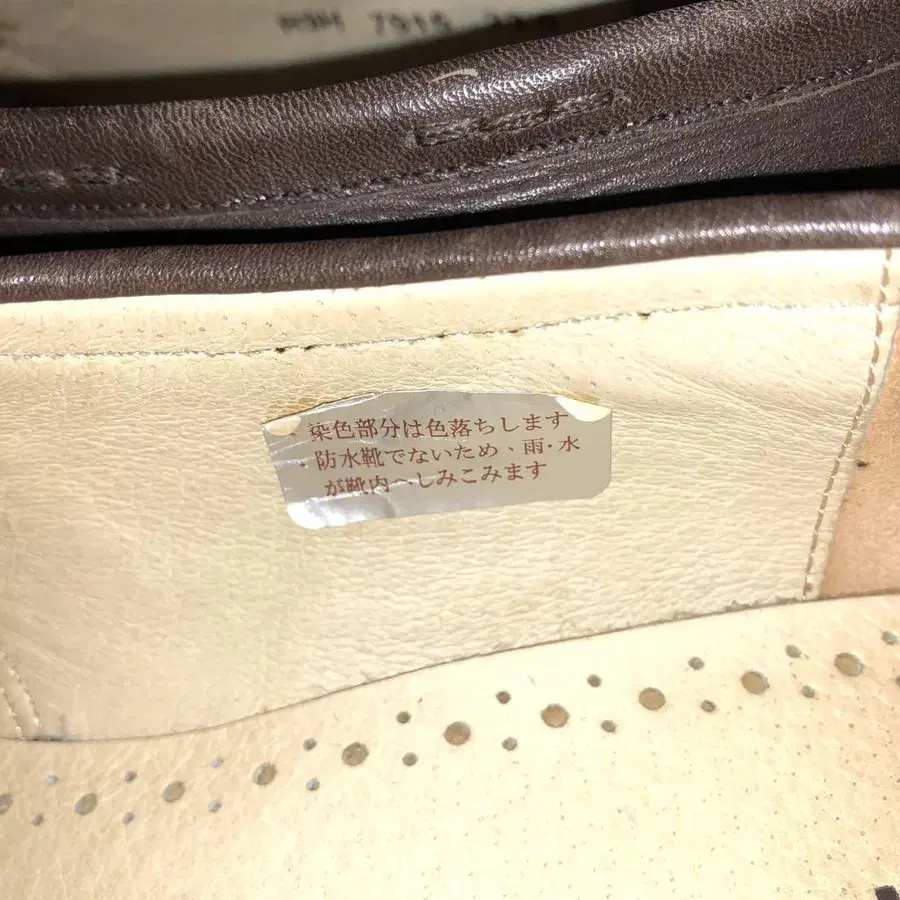 7915
・染色部分は色落ちします
・防水靴でないため、雨・水
が靴内へしみこみます